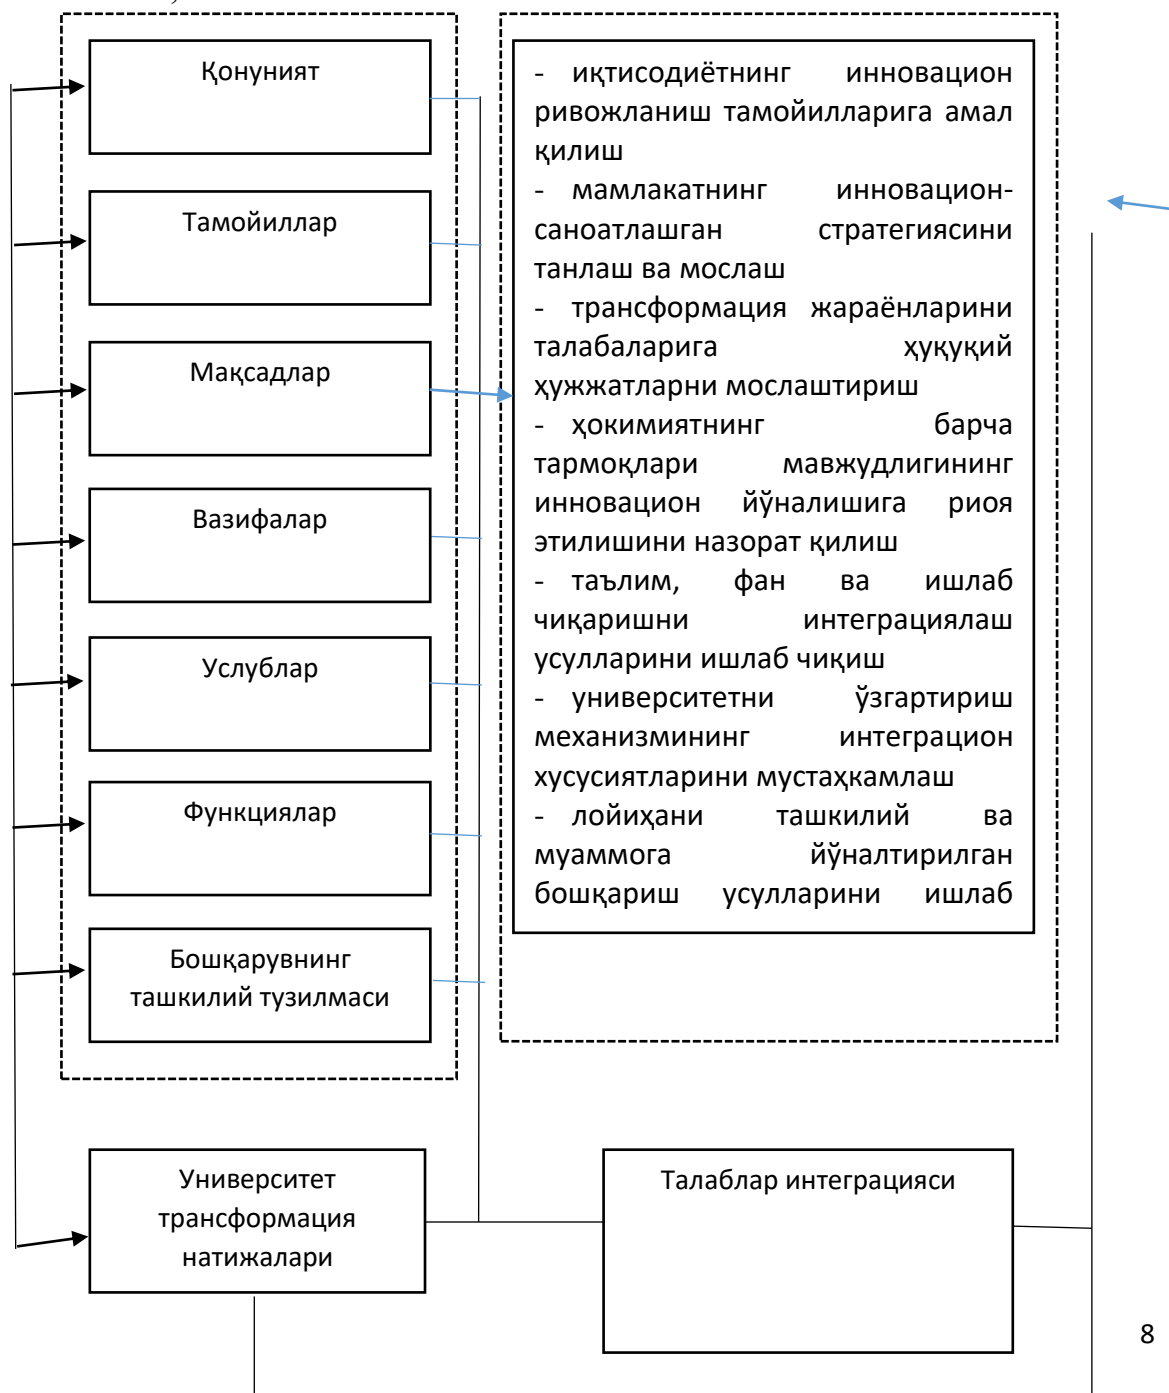 Қонуният
Тамойиллар
Мақсадлар
Вазифалар
Услублар
Функциялар
Бошқарувнинг
ташкилий тузилмаси
- иқтисодиётнинг инновацион
ривожланиш тамойилларига амал
қилиш
- мамлакатнинг инновацион-
саноатлашган стратегиясини
танлаш ва мослаш
- трансформация жараёнларини
талабаларига ҳуқуқий
ҳужжатларни мослаштириш
- ҳокимиятнинг барча
тармоқлари мавжудлигининг
инновацион йўналишига риоя
этилишини назорат қилиш
- таълим, фан ва ишлаб
чиқаришни интеграциялаш
усулларини ишлаб чиқиш
- университетни ўзгартириш
механизмининг интеграцион
хусусиятларини мустаҳкамлаш
- лойиҳани ташкилий ва
муаммога йўналтирилган
бошқариш усулларини ишлаб
Университет
трансформация
натижалари
Талаблар интеграцияси
8